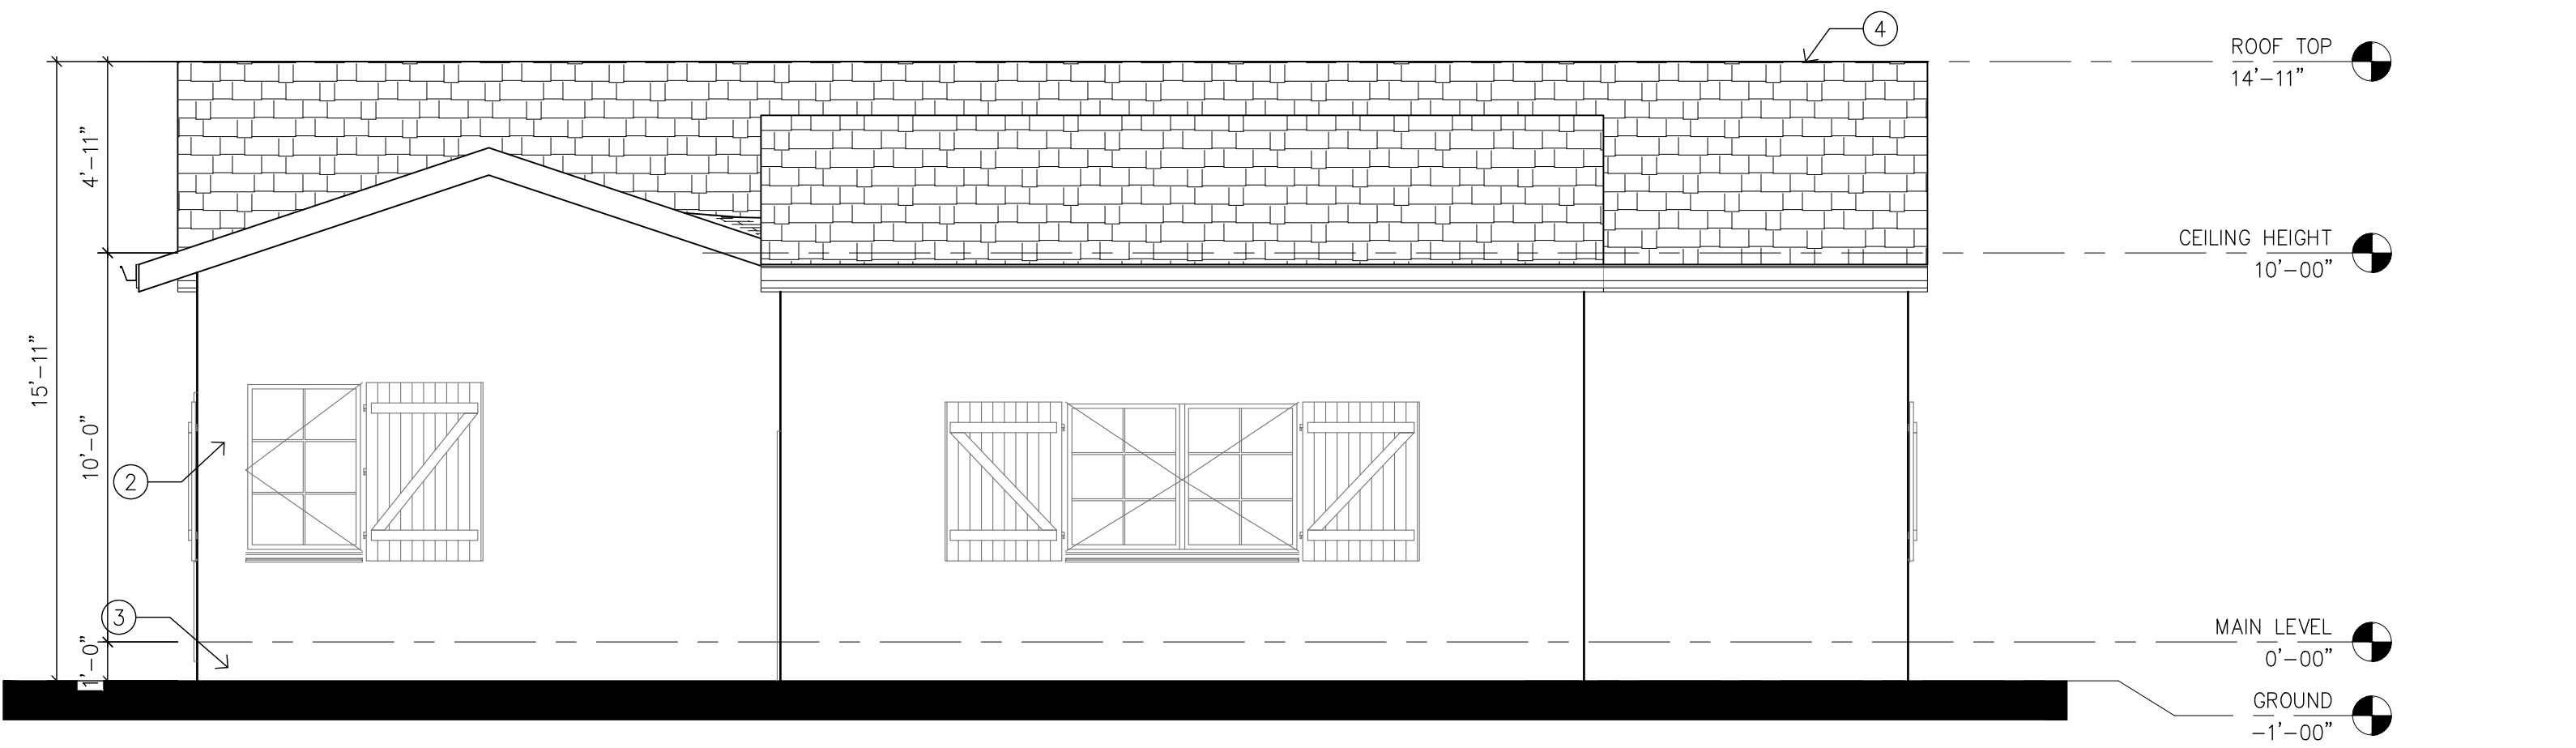 4
ROOF TOP
14'-11"
4'-11"
CEILING HEIGHT
10'-00"
15'-11"
10'-0"
2
3
MAIN LEVEL
0'-00"
1'-0"
GROUND
-1'-00"